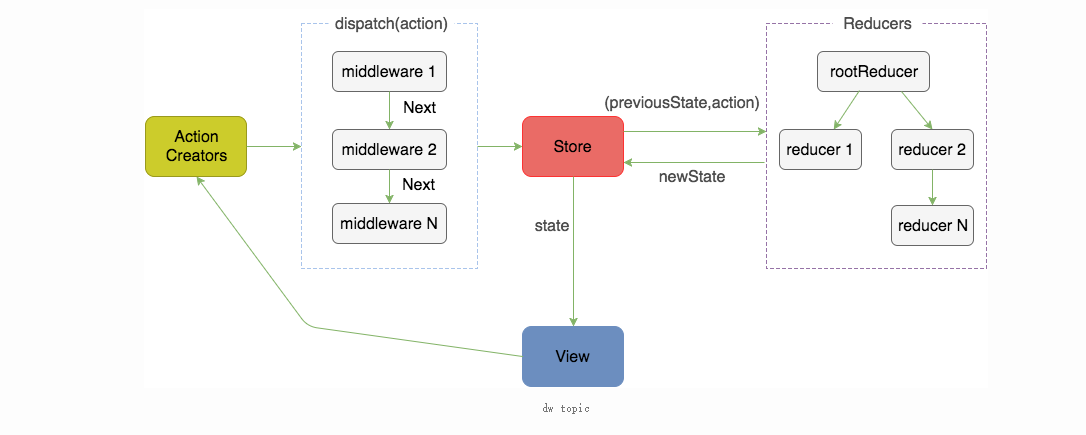 dispatch(action)
middleware 1
Next
middleware 2
Next
middleware N
Action
Creators
Store
(previousState,action)
newState
state
Reducers
rootReducer
reducer 1
reducer 2
reducer N
View
dw topic